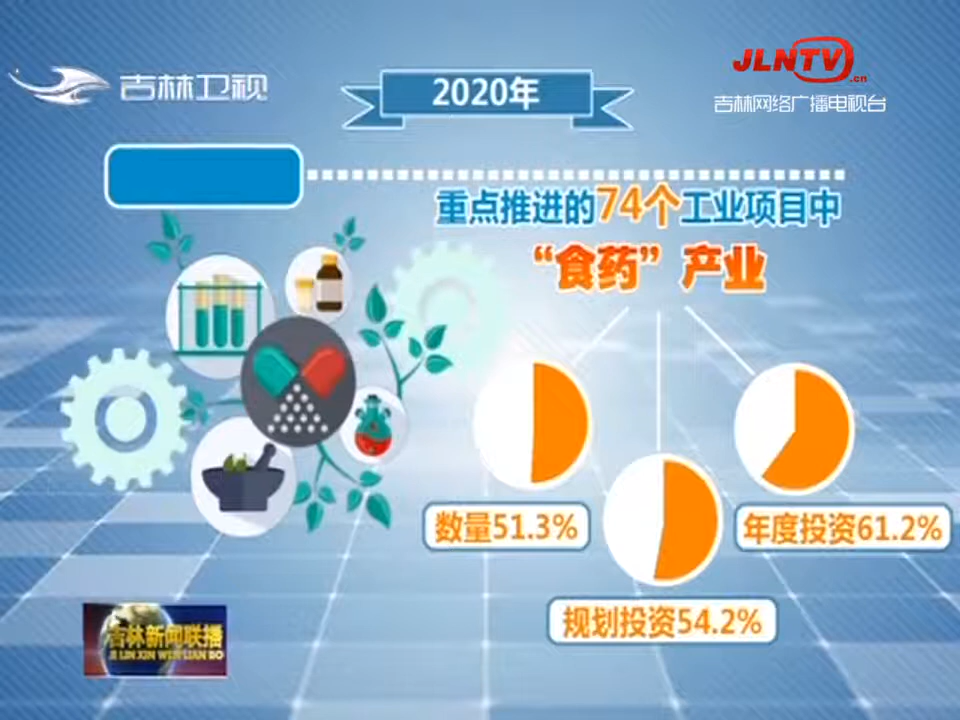 吉林卫视
JLNTV.cn
吉林网络广播电视台
2020年
重点推进的74个工业项目中
“食药”产业
数量51.3%
年度投资61.2%
规划投资54.2%
吉林新闻联播
JI LIN XIN WEN LIAN BO